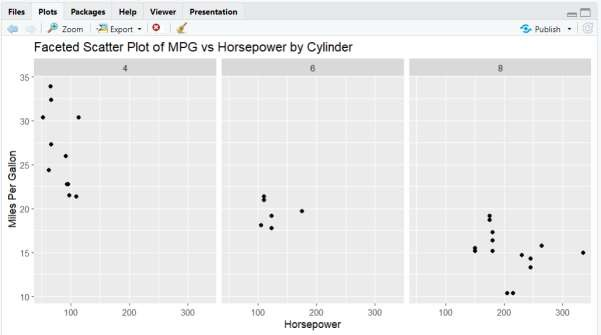 Files Plots Packages Help Viewer Presentation
Zoom Export Publish
Faceted Scatter Plot of MPG vs Horsepower by Cylinder
4 6 8
35
30
25
20
15
10
Miles Per Gallon
100 200 300 100 200 300 100 200 300
Horsepower